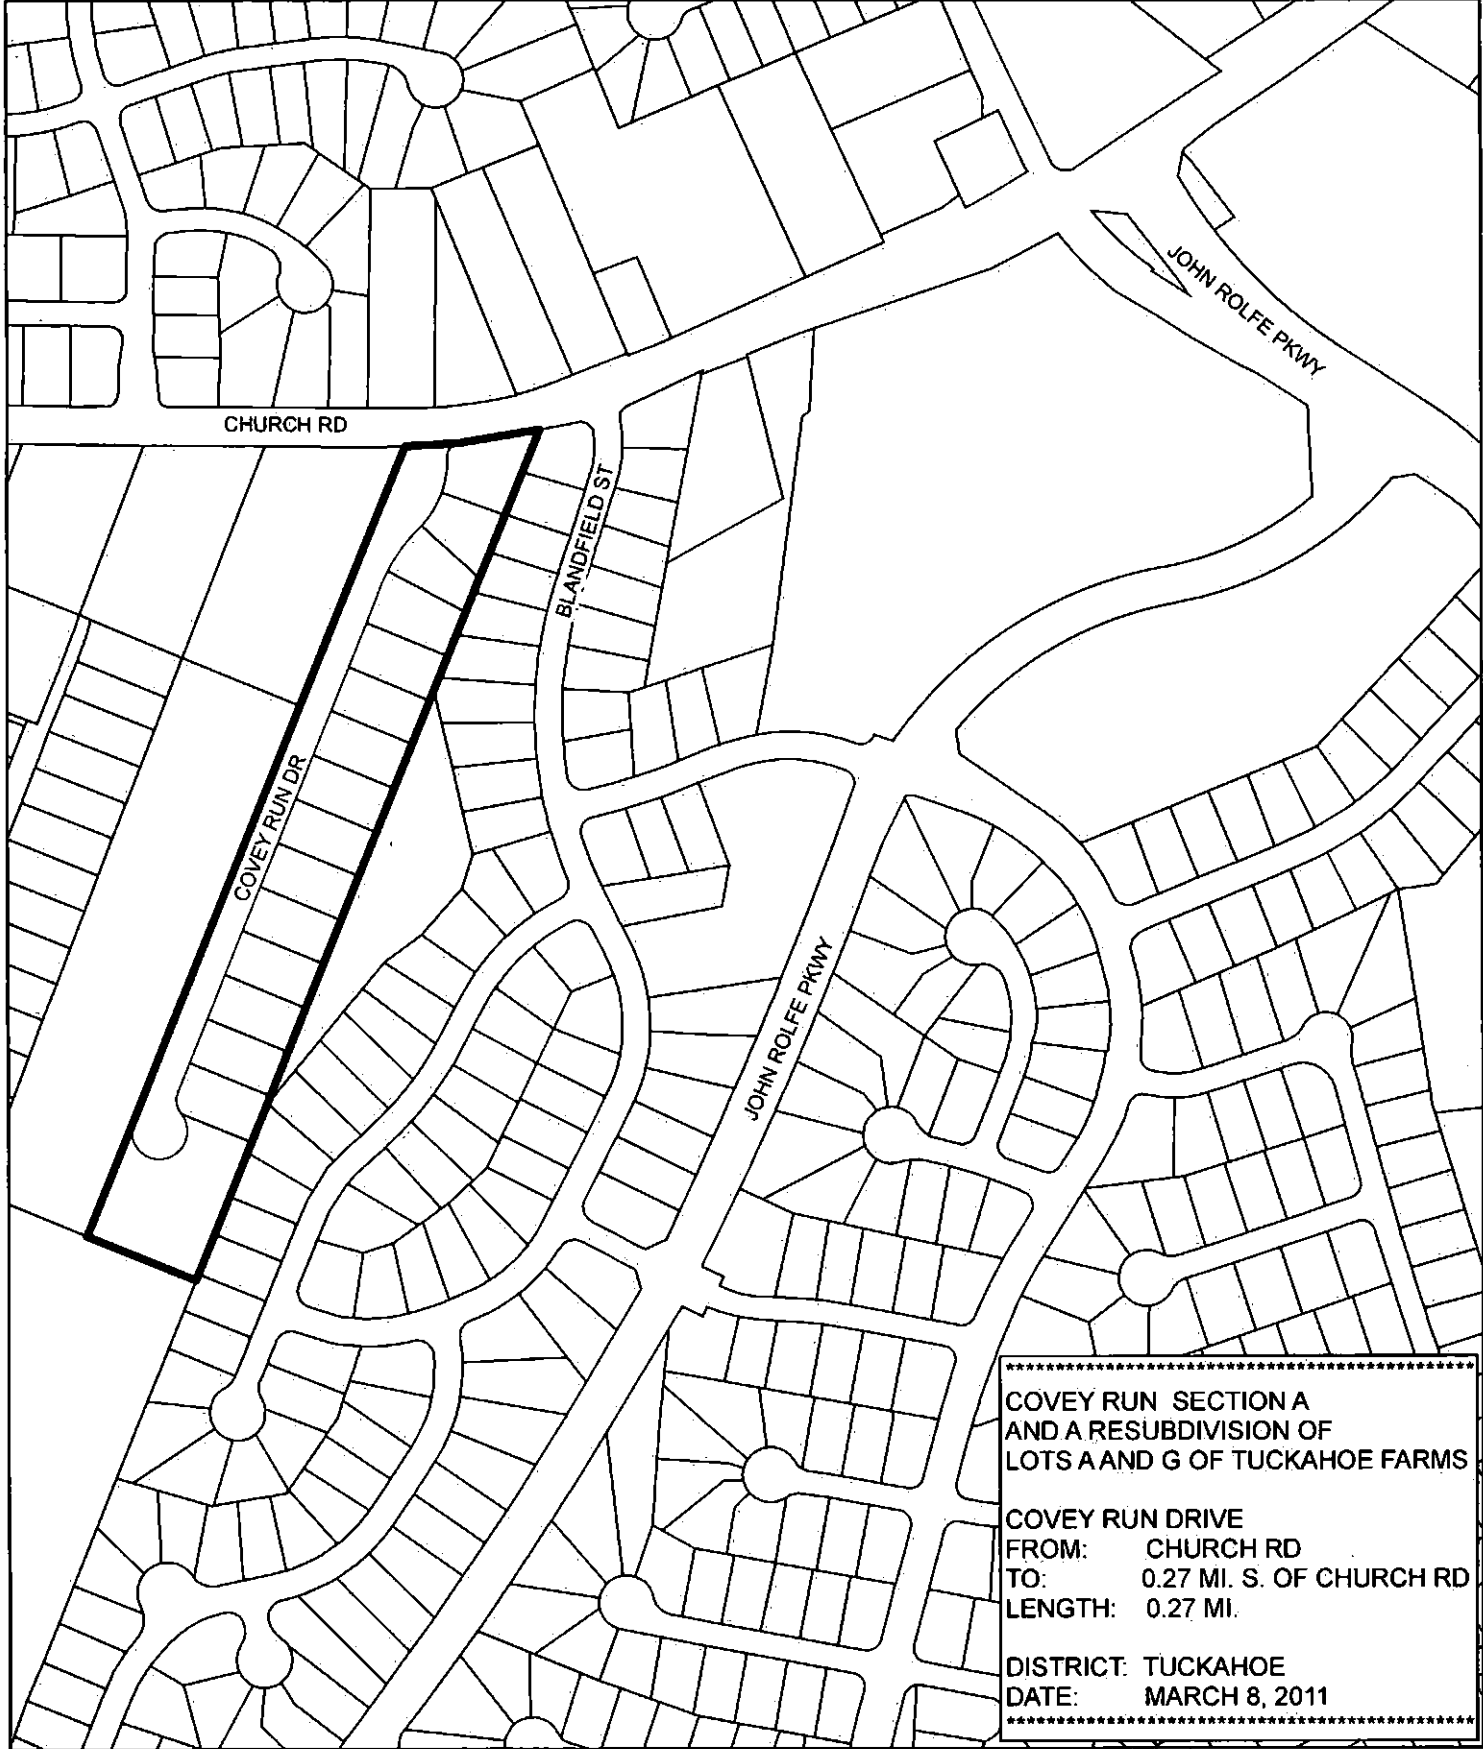 JOHN ROLFE PKWY
CHURCH RD
BLANDFIELD ST
COVEY RUN DR
JOHN ROLFE PKWY
************************************************
COVEY RUN SECTION A
AND A RESUBDIVISION OF
LOTS A AND G OF TUCKAHOE FARMS
COVEY RUN DRIVE
FROM: CHURCH RD
TO: 0.27 MI. S. OF CHURCH RD
LENGTH: 0.27 MI.
DISTRICT: TUCKAHOE
DATE: MARCH 8, 2011
************************************************